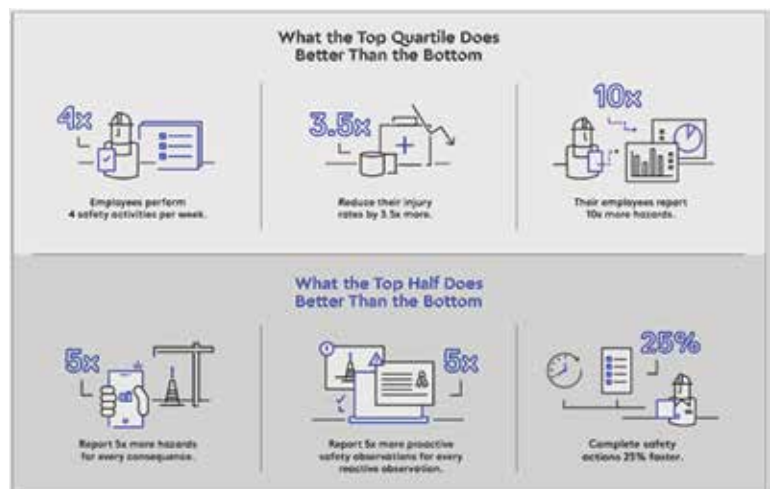 What the Top Quartile Does
Better Than the Bottom
4x
Employees perform
4 safety activities per week.
3.5x
Reduce their injury
rates by 3.5x more.
10x
Their employees report
10x more hazards.
What the Top Half Does
Better Than the Bottom
5x
Report 5x more hazards
for every consequence.
5x
Report 5x more proactive
safety observations for every
reactive observation.
25%
Complete safety
actions 25% faster.